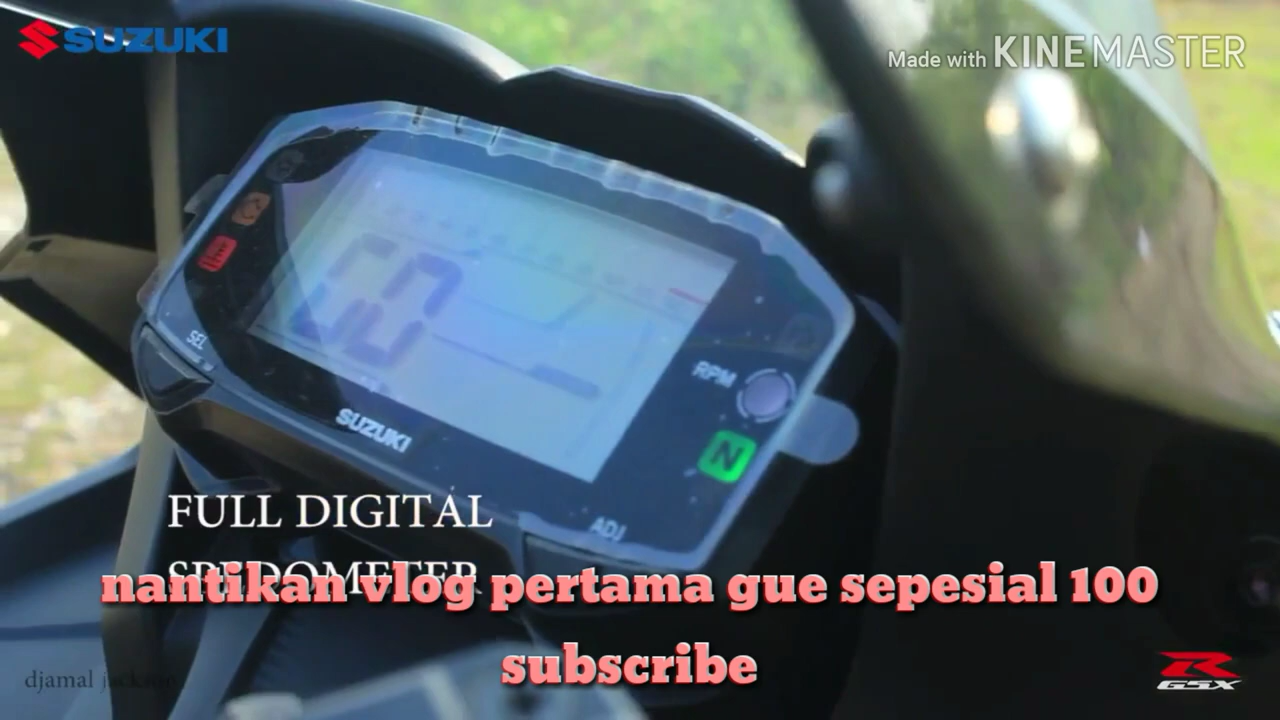 SUZUKI
Made with KINEMASTER
SEL
RPM
SUZUKI
N
ADJ
FULL DIGITAL
SPEDOMETER
nantikan vlog pertama gue sepesial 100
subscribe
djamal jackson
R
GSX